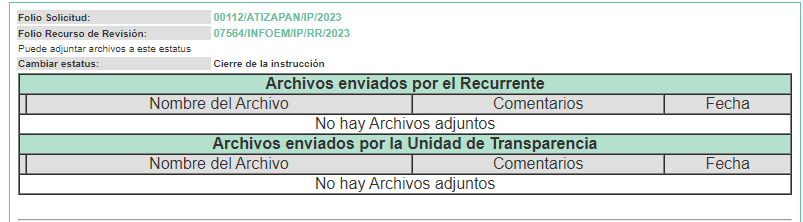 Folio Solicitud: 00112/ATIZAPAN/IP/2023
Folio Recurso de Revisión: 07564/INFOEM/IP/RR/2023
Puede adjuntar archivos a este estatus
Cambiar estatus: Cierre de la instrucción
Archivos enviados por el Recurrente
Nombre del Archivo Comentarios Fecha
No hay Archivos adjuntos
Archivos enviados por la Unidad de Transparencia
Nombre del Archivo Comentarios Fecha
No hay Archivos adjuntos